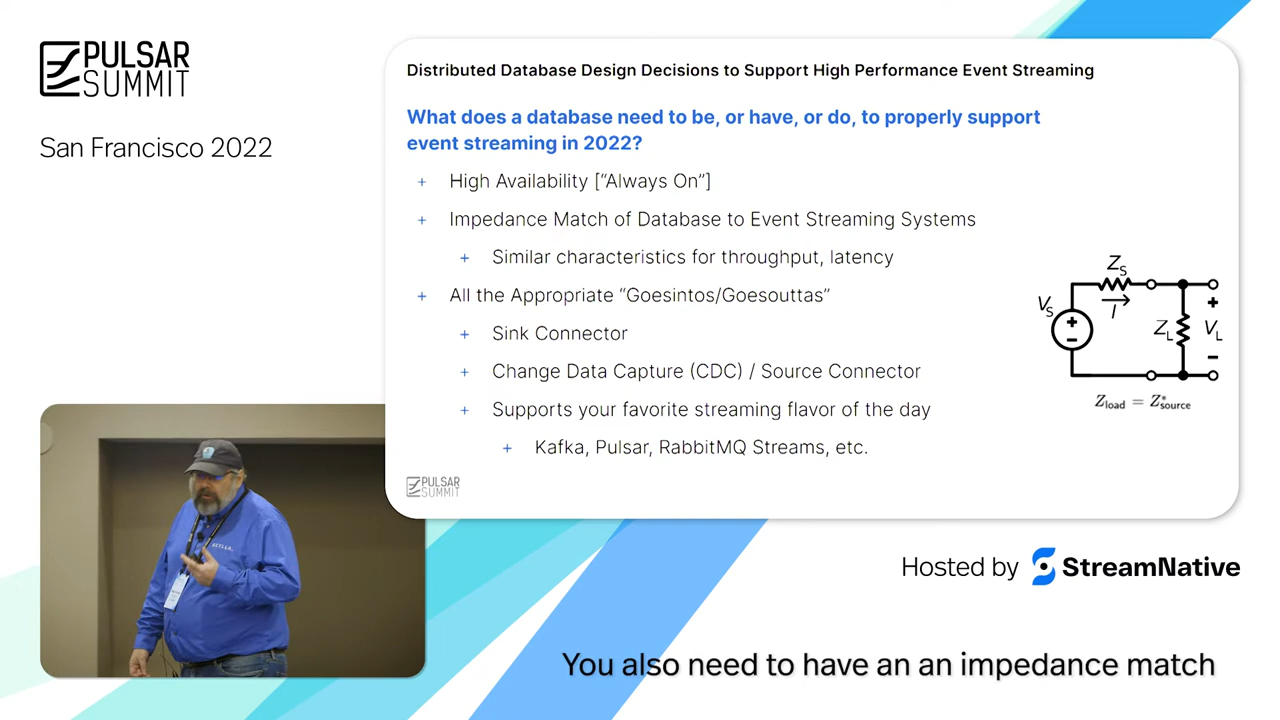 PULSAR
SUMMIT
San Francisco 2022
Distributed Database Design Decisions to Support High Performance Event Streaming
What does a database need to be, or have, or do, to properly support
event streaming in 2022?
+ High Availability [“Always On”]
+ Impedance Match of Database to Event Streaming Systems
+ Similar characteristics for throughput, latency
+ All the Appropriate “Goesintos/Goesouttas”
+ Sink Connector
+ Change Data Capture (CDC) / Source Connector
+ Supports your favorite streaming flavor of the day
+ Kafka, Pulsar, RabbitMQ Streams, etc.
Z_S
V_S
I
+
−
Z_L
+
V_L
−
Z_load = Z*_source
PULSAR
SUMMIT
SCYLLA.
Hosted by StreamNative
You also need to have an an impedance match